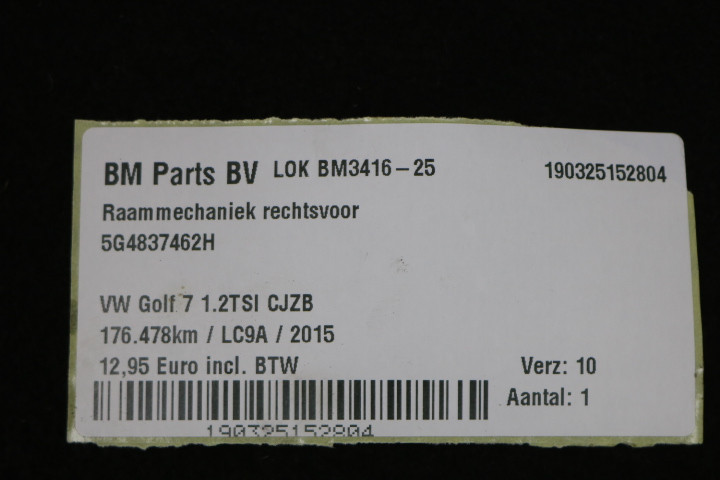 BM Parts BV LOK BM3416-25 190325152804
Raammechaniek rechtsvoor
5G4837462H
VW Golf 7 1.2TSI CJZB
176.478km / LC9A / 2015
12,95 Euro incl. BTW Verz: 10
Aantal: 1
190325152804